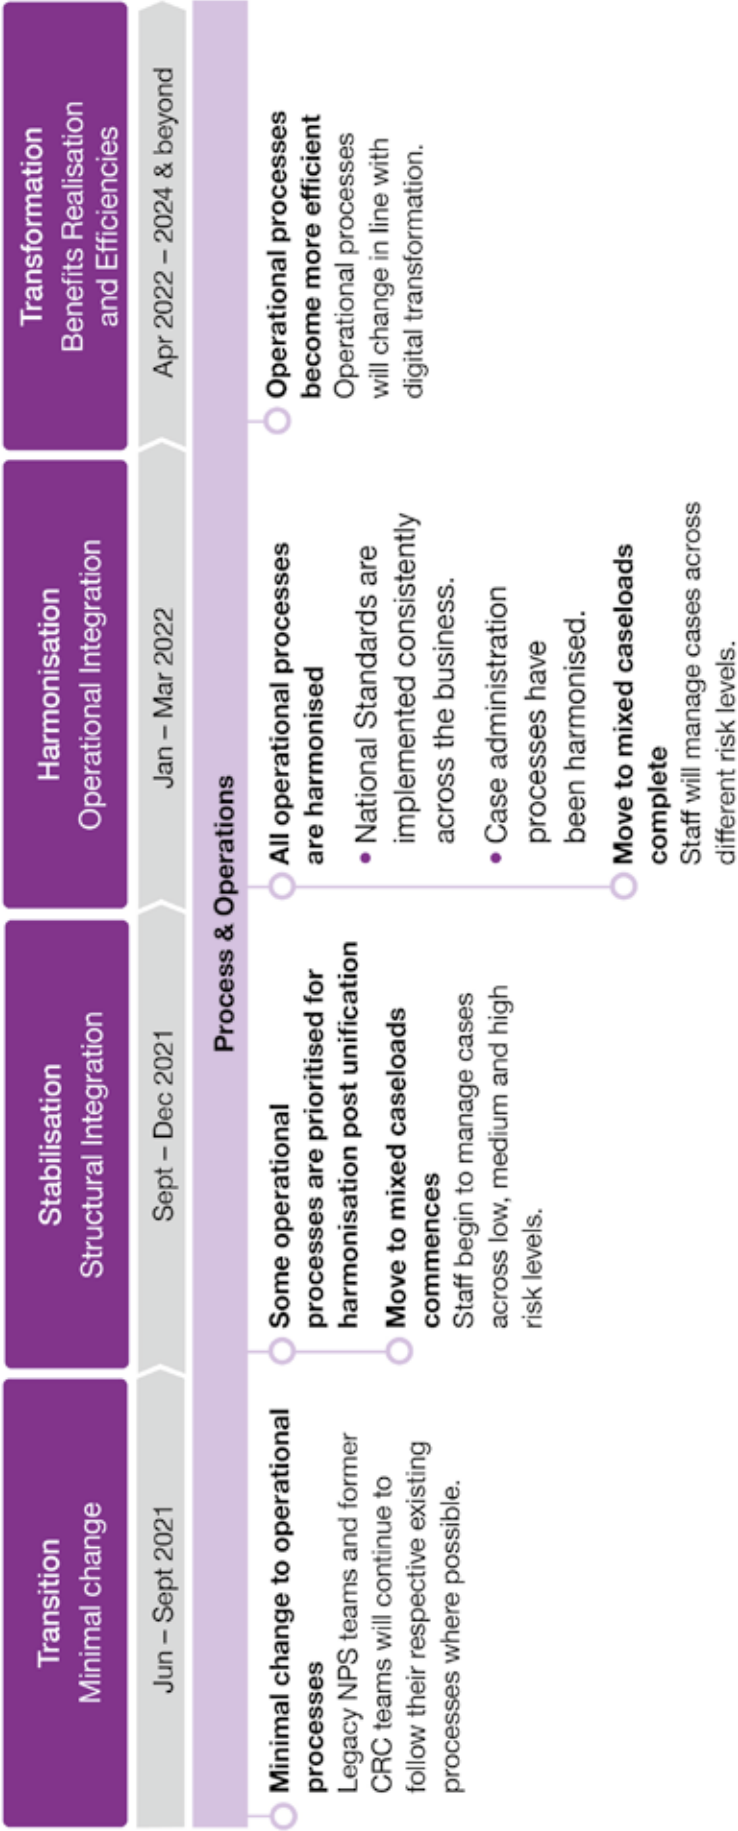 Transition
Minimal change
Stabilisation
Structural Integration
Harmonisation
Operational Integration
Transformation
Benefits Realisation
and Efficiencies
Jun – Sept 2021
Sept – Dec 2021
Jan – Mar 2022
Apr 2022 – 2024 & beyond
Process & Operations
Minimal change to operational
processes
Legacy NPS teams and former
CRC teams will continue to
follow their respective existing
processes where possible.
Some operational
processes are prioritised for
harmonisation post unification
Move to mixed caseloads
commences
Staff begin to manage cases
across low, medium and high
risk levels.
All operational processes
are harmonised
• National Standards are
implemented consistently
across the business.
• Case administration
processes have
been harmonised.
Move to mixed caseloads
complete
Staff will manage cases across
different risk levels.
Operational processes
become more efficient
Operational processes
will change in line with
digital transformation.